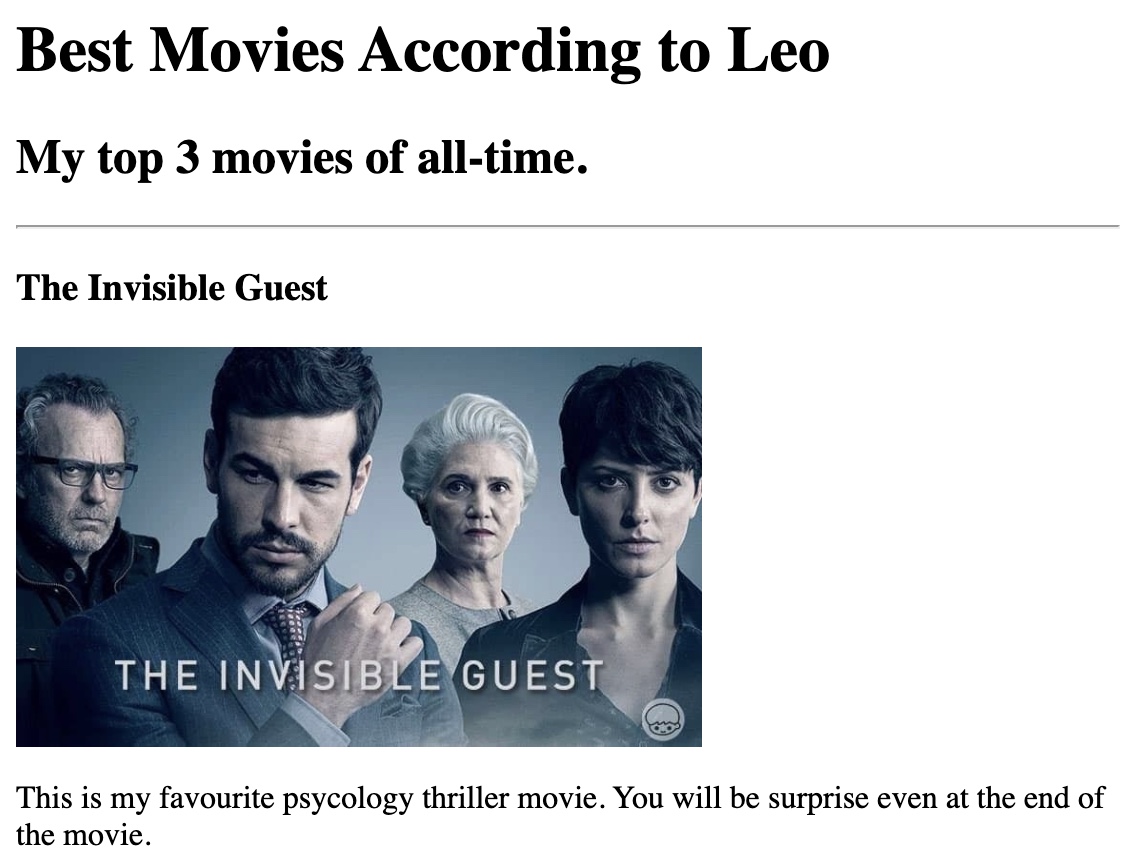 Best Movies According to Leo
My top 3 movies of all-time.
The Invisible Guest
THE INVISIBLE GUEST
This is my favourite psycology thriller movie. You will be surprise even at the end of
the movie.